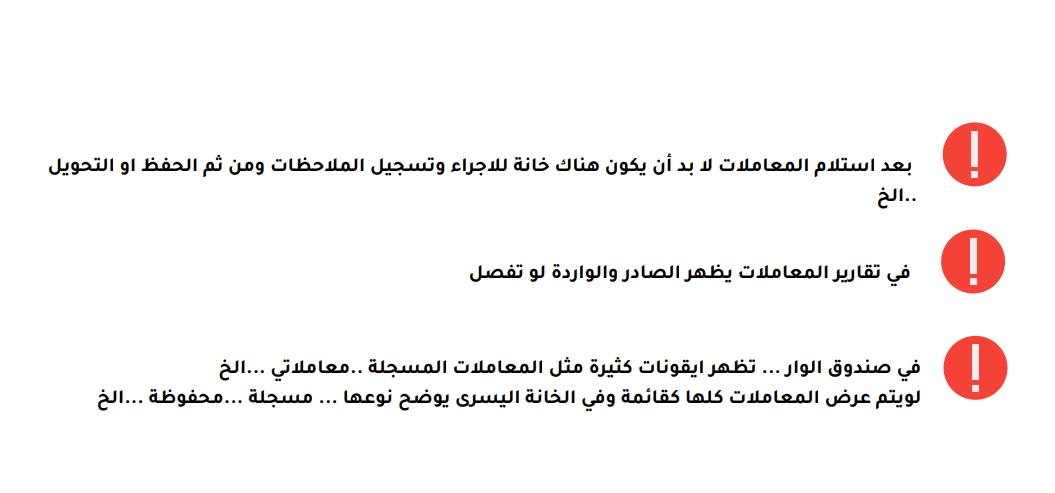 بعد استلام المعاملات لا بد أن يكون هناك خانة للاجراء وتسجيل الملاحظات ومن ثم الحفظ او التحويل
..الخ
في تقارير المعاملات يظهر الصادر والواردة لو تفصل
في صندوق الوار ... تظهر ايقونات كثيرة مثل المعاملات المسجلة ..معاملاتي ...الخ
لويتم عرض المعاملات كلها كقائمة وفي الخانة اليسرى يوضح نوعها ... مسجلة ...محفوظة ...الخ